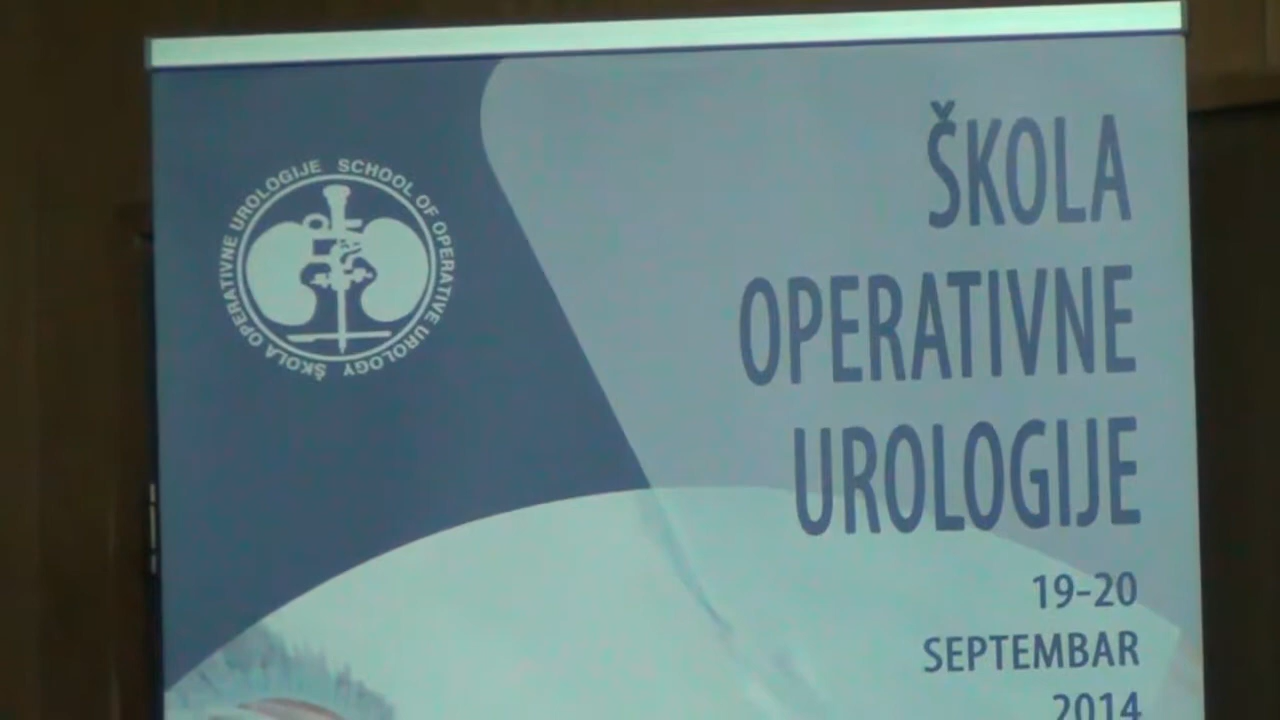 ŠKOLA OPERATIVNE UROLOGIJE SCHOOL OF OPERATIVE UROLOGY
ŠKOLA
OPERATIVNE
UROLOGIJE
19-20
SEPTEMBAR
2014